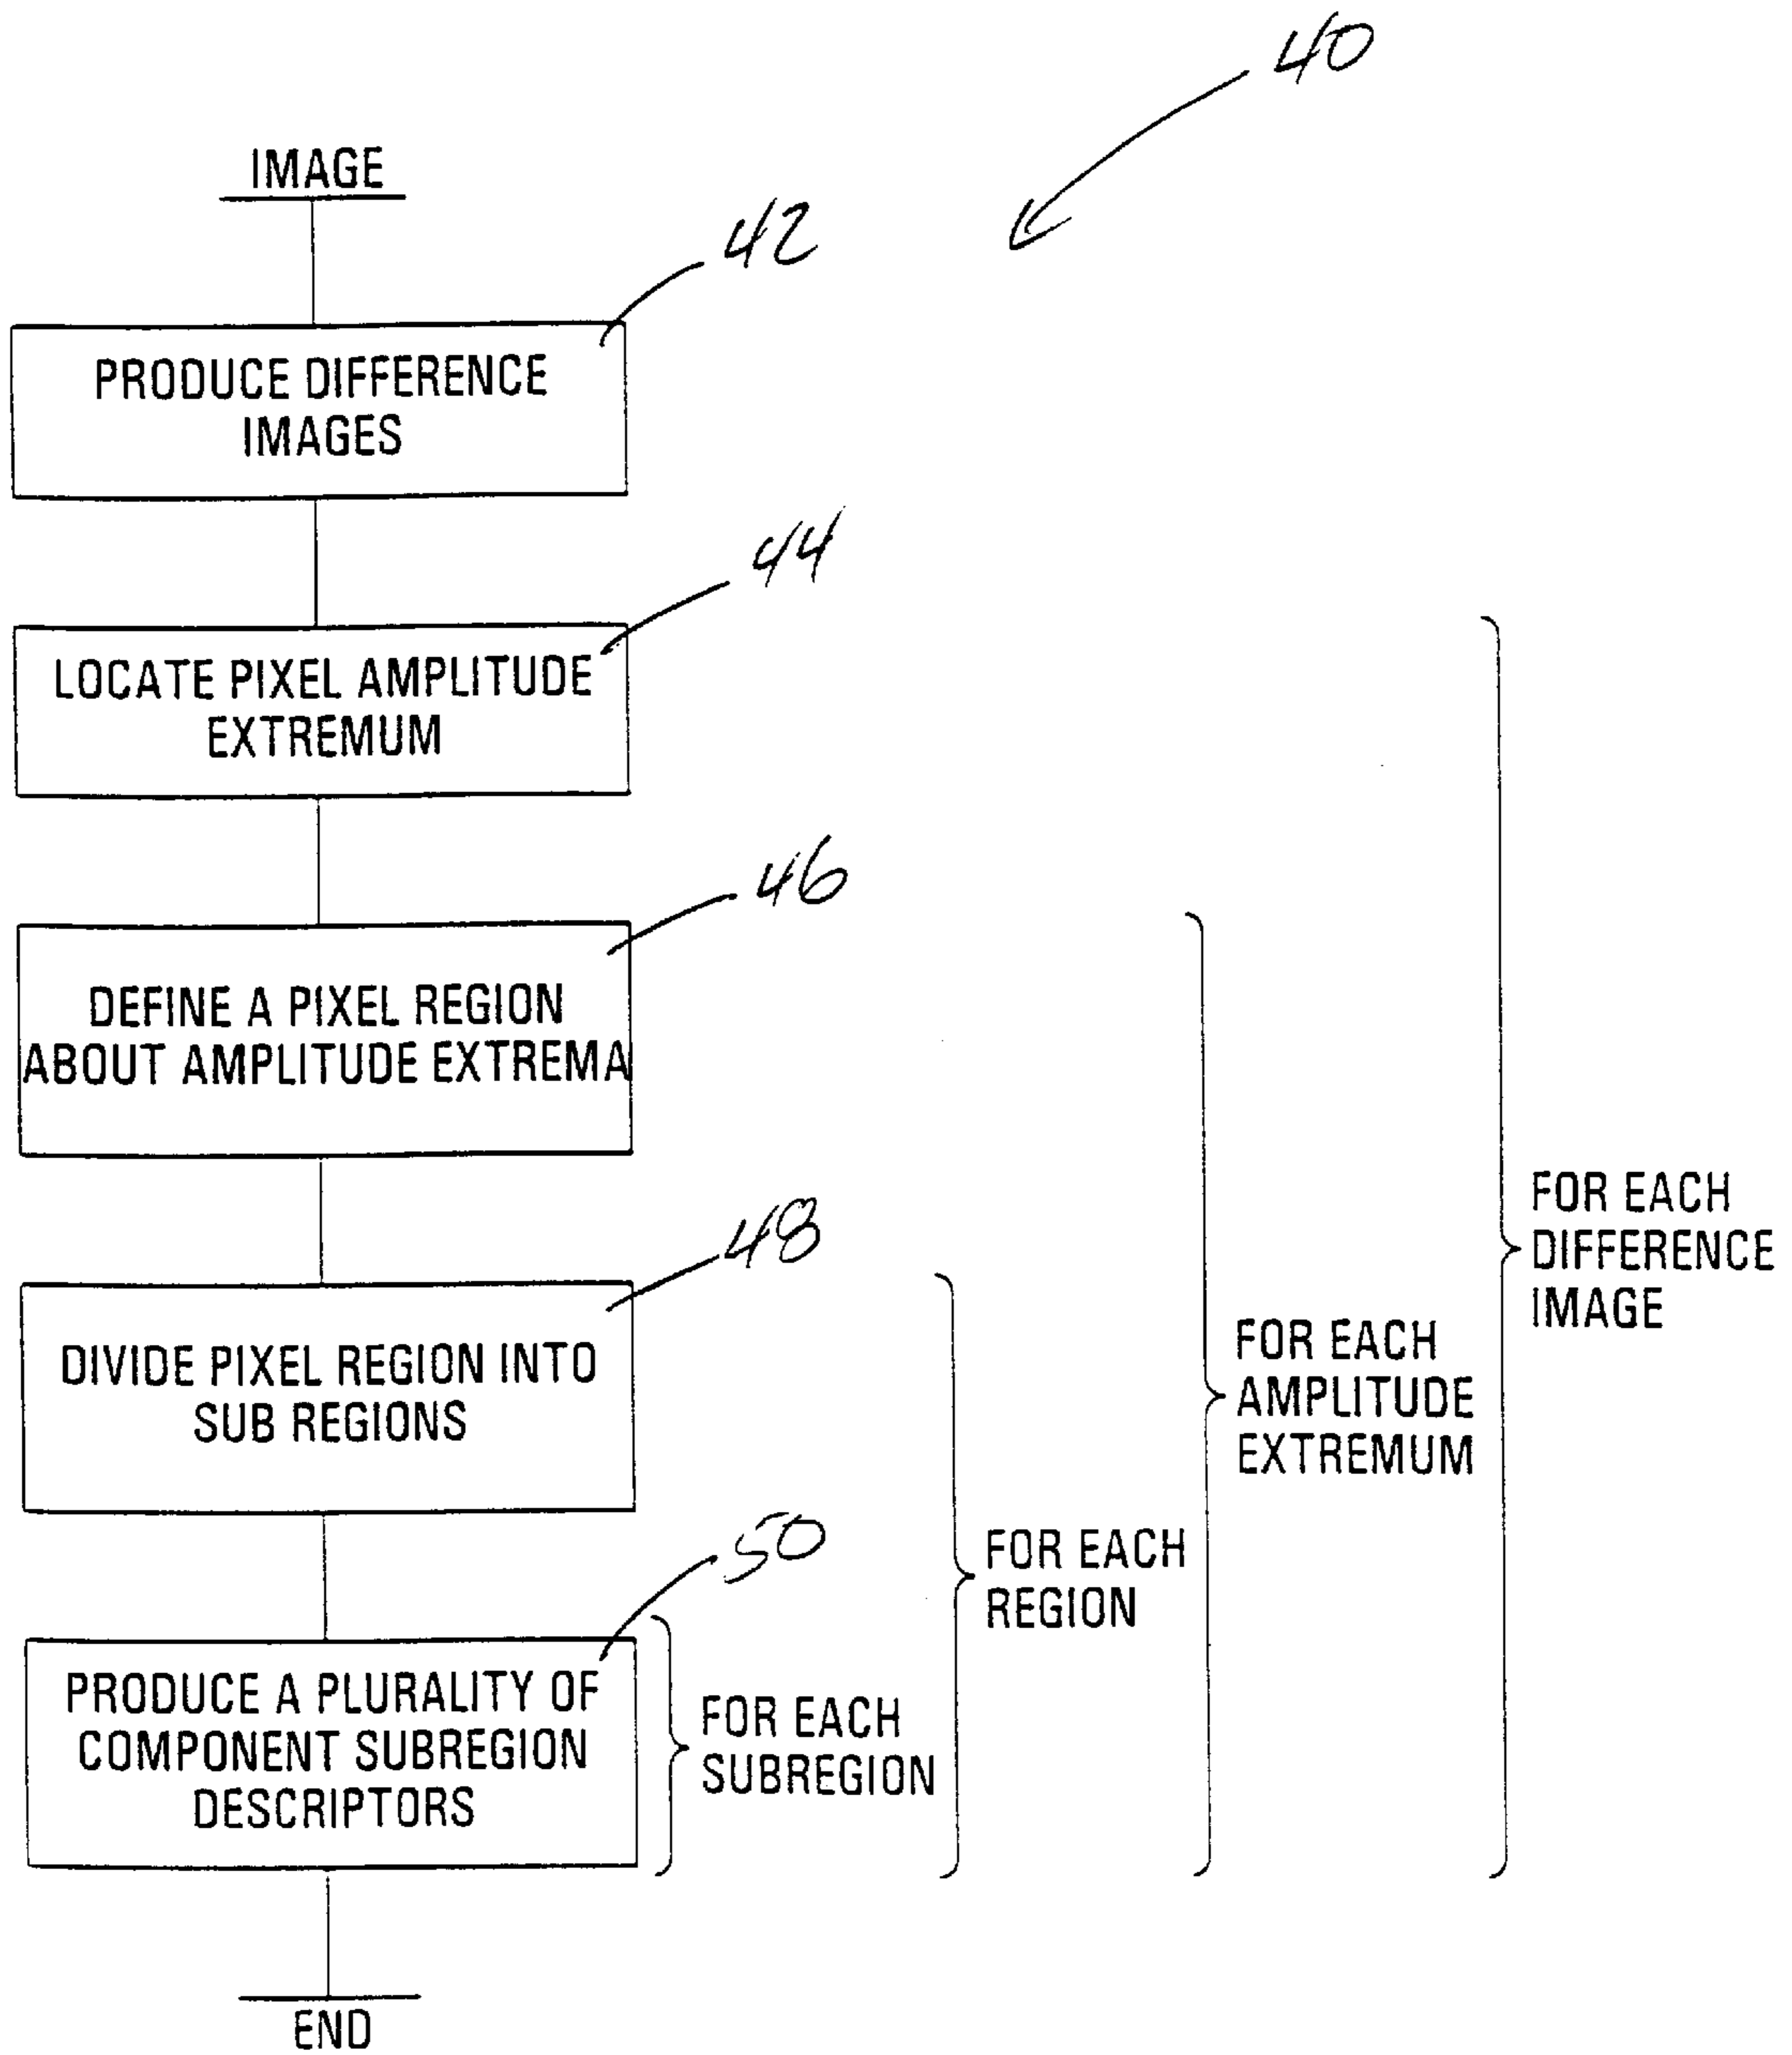 40
IMAGE
42
PRODUCE DIFFERENCE
IMAGES
44
LOCATE PIXEL AMPLITUDE
EXTREMUM
46
DEFINE A PIXEL REGION
ABOUT AMPLITUDE EXTREMA
48
DIVIDE PIXEL REGION INTO
SUB REGIONS
50
PRODUCE A PLURALITY OF
COMPONENT SUBREGION
DESCRIPTORS
FOR EACH
SUBREGION
FOR EACH
REGION
FOR EACH
AMPLITUDE
EXTREMUM
FOR EACH
DIFFERENCE
IMAGE
END